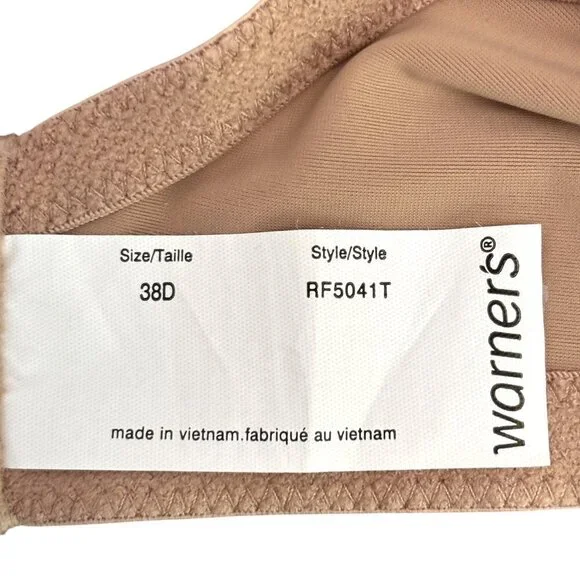 Size/Taille
Style/Style
38D
RF5041T
made in vietnam.fabriqué au vietnam
warner's®